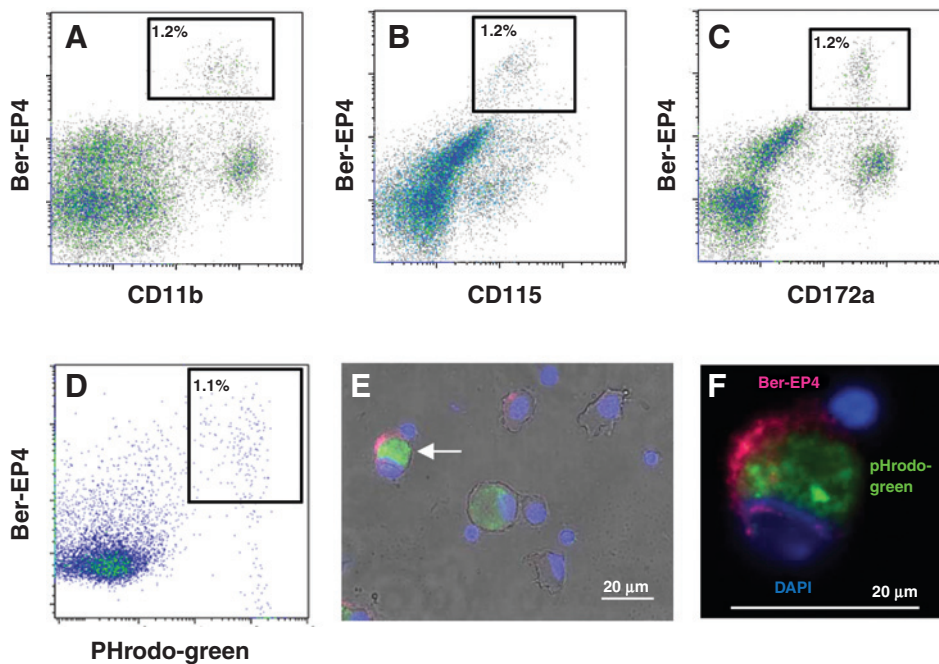 A
1.2%
Ber-EP4
CD11b
B
1.2%
Ber-EP4
CD115
C
1.2%
Ber-EP4
CD172a
D
1.1%
Ber-EP4
PHrodo-green
E
20 μm
F
Ber-EP4
pHrodo-
green
DAPI
20 μm